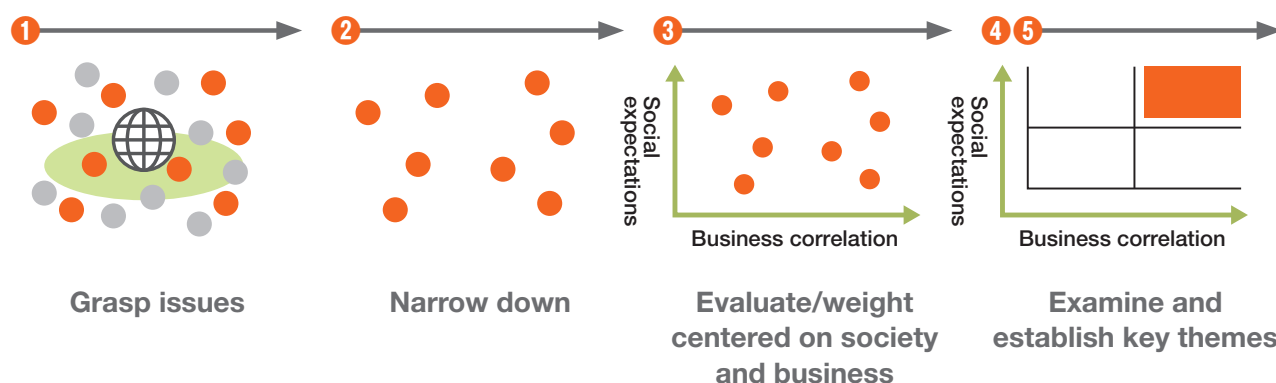 1
2
3
4 5
Social
expectations
Business correlation
Social
expectations
Business correlation
Grasp issues
Narrow down
Evaluate/weight
centered on society
and business
Examine and
establish key themes